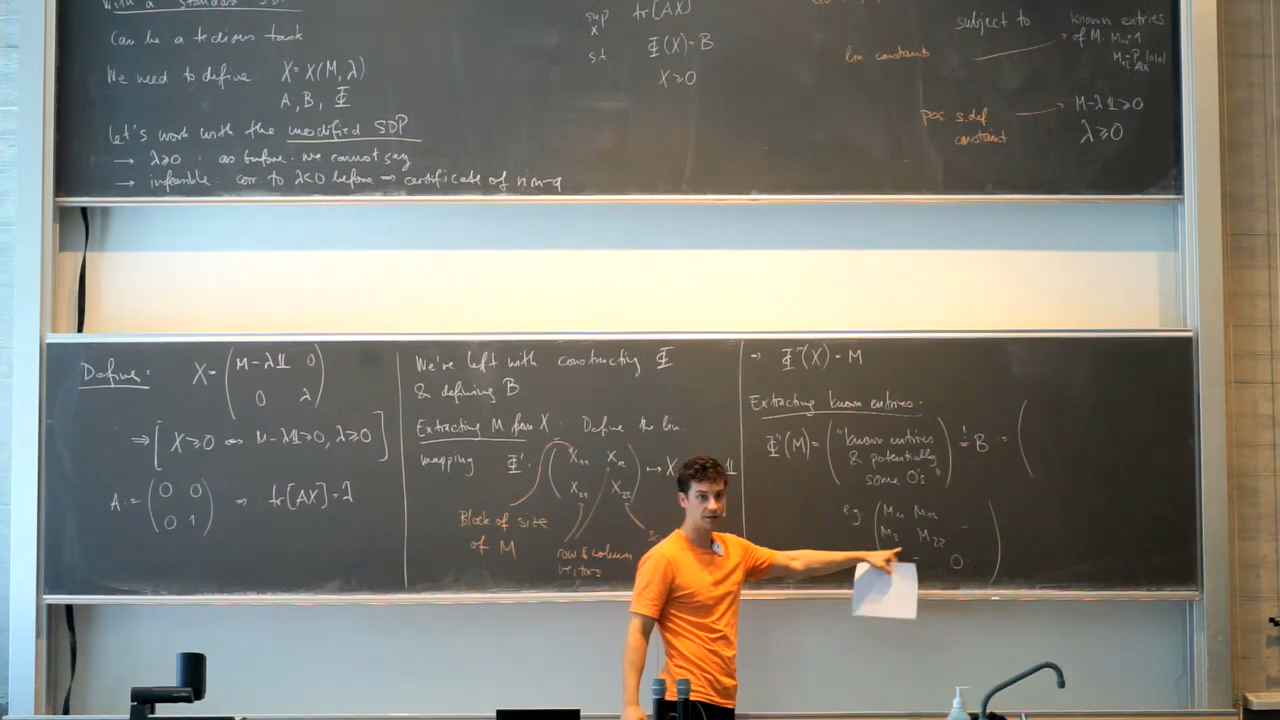 with a standard SDP
Can be a tedious task
We need to define: X = X(M, λ)
A, B, Φ
Let's work with the modified SDP
→ λ≥0 : as before. we cannot say
→ infeasible: corr to λ<0 before → certificate of
sup tr[AX]
x
st Φ(X) = B
X ≥ 0
subject to known entries
of M. M₁₁=1
lin constraints
pos s.def M-λ𝟙≥0
constraint λ≥0
Define: X = ( M-λ𝟙 0
0 λ )
⇒ [ X≥0 ⇔ M-λ𝟙≥0, λ≥0 ]
A := ( 0 0
0 1 ) ⇒ tr[AX] = λ
We're left with constructing Φ
& defining B
Extracting M from X. Define the lin.
mapping Φ'. ( X₁₁ X₁₂
X₂₁ X₂₂ ) ↦ X
Block of size
of M
row & column
vectors
→ Φ'(X) = M
Extracting known entries.
Φ''(M) = ( "known entries
& potentially
some 0's" ) = B := (
eg ( M₁₁ M₁₂ -
M₂ M₂₂
- 0 )